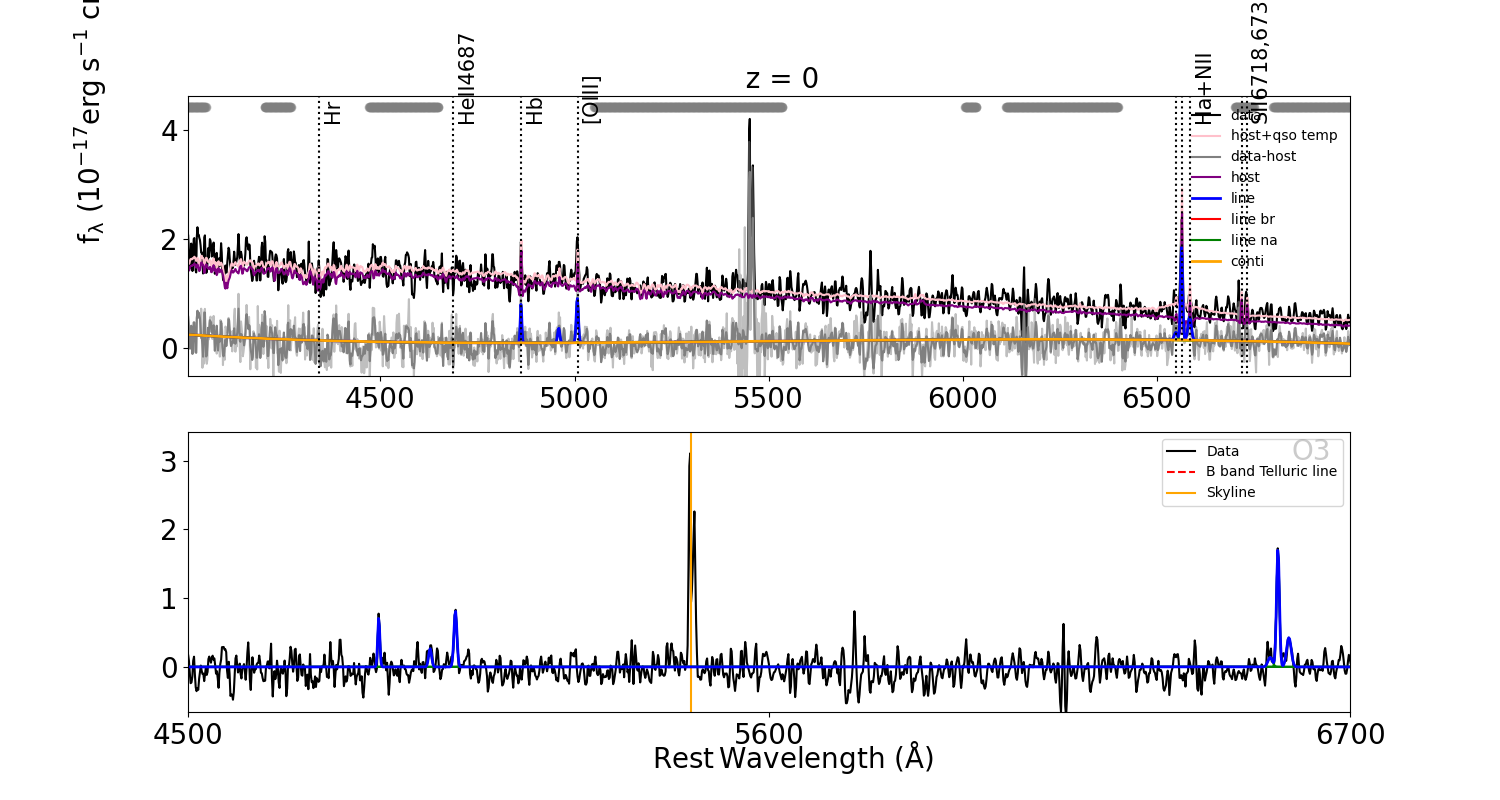 z = 0
fλ (10−17erg s−1 c
Hr
HeII4687
Hb
[OIII]
Ha+NII
SII6718,673
data
host+qso temp
data-host
host
line
line br
line na
conti
4
2
0
4500
5000
5500
6000
6500
O3
Data
B band Telluric line
Skyline
3
2
1
0
4500
5600
6700
Rest Wavelength (Å)